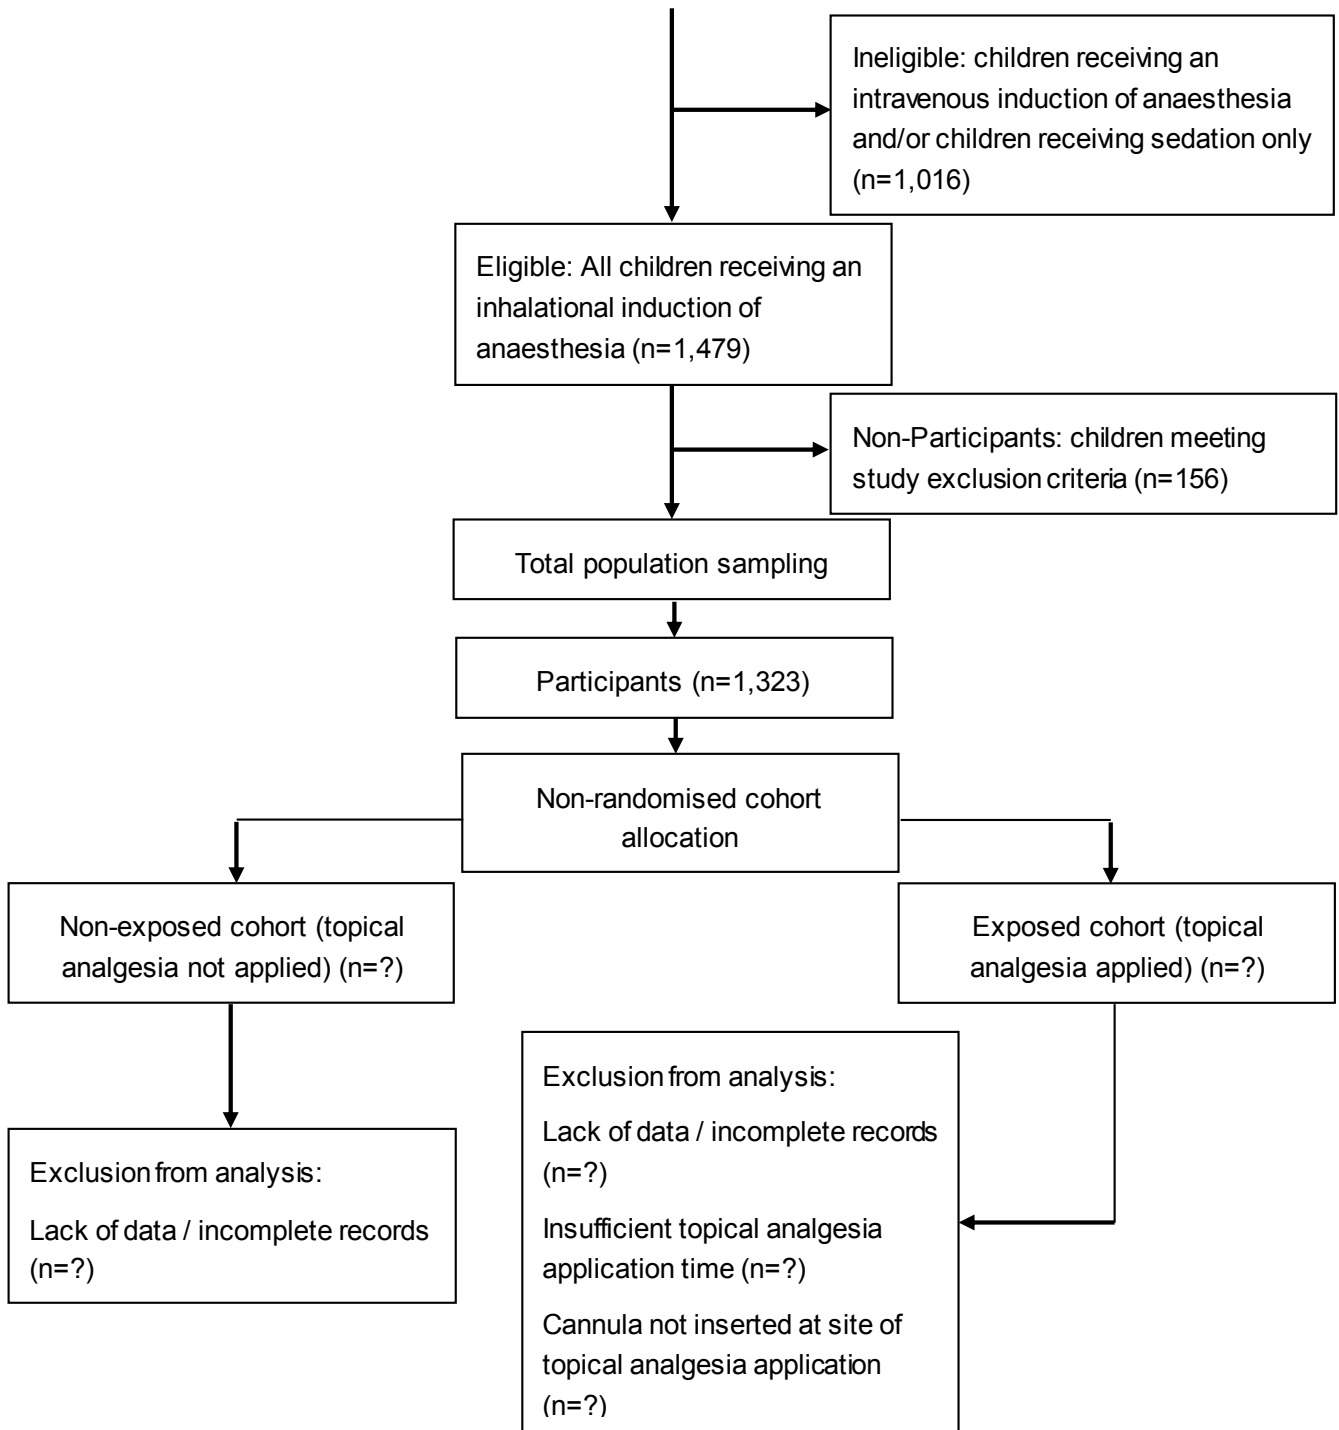 Ineligible: children receiving an
intravenous induction of anaesthesia
and/or children receiving sedation only
(n=1,016)
Eligible: All children receiving an
inhalational induction of
anaesthesia (n=1,479)
Non-Participants: children meeting
study exclusion criteria (n=156)
Total population sampling
Participants (n=1,323)
Non-randomised cohort
allocation
Non-exposed cohort (topical
analgesia not applied) (n=?)
Exposed cohort (topical
analgesia applied) (n=?)
Exclusion from analysis:
Lack of data / incomplete records
(n=?)
Exclusion from analysis:
Lack of data / incomplete records
(n=?)
Insufficient topical analgesia
application time (n=?)
Cannula not inserted at site of
topical analgesia application
(n=?)